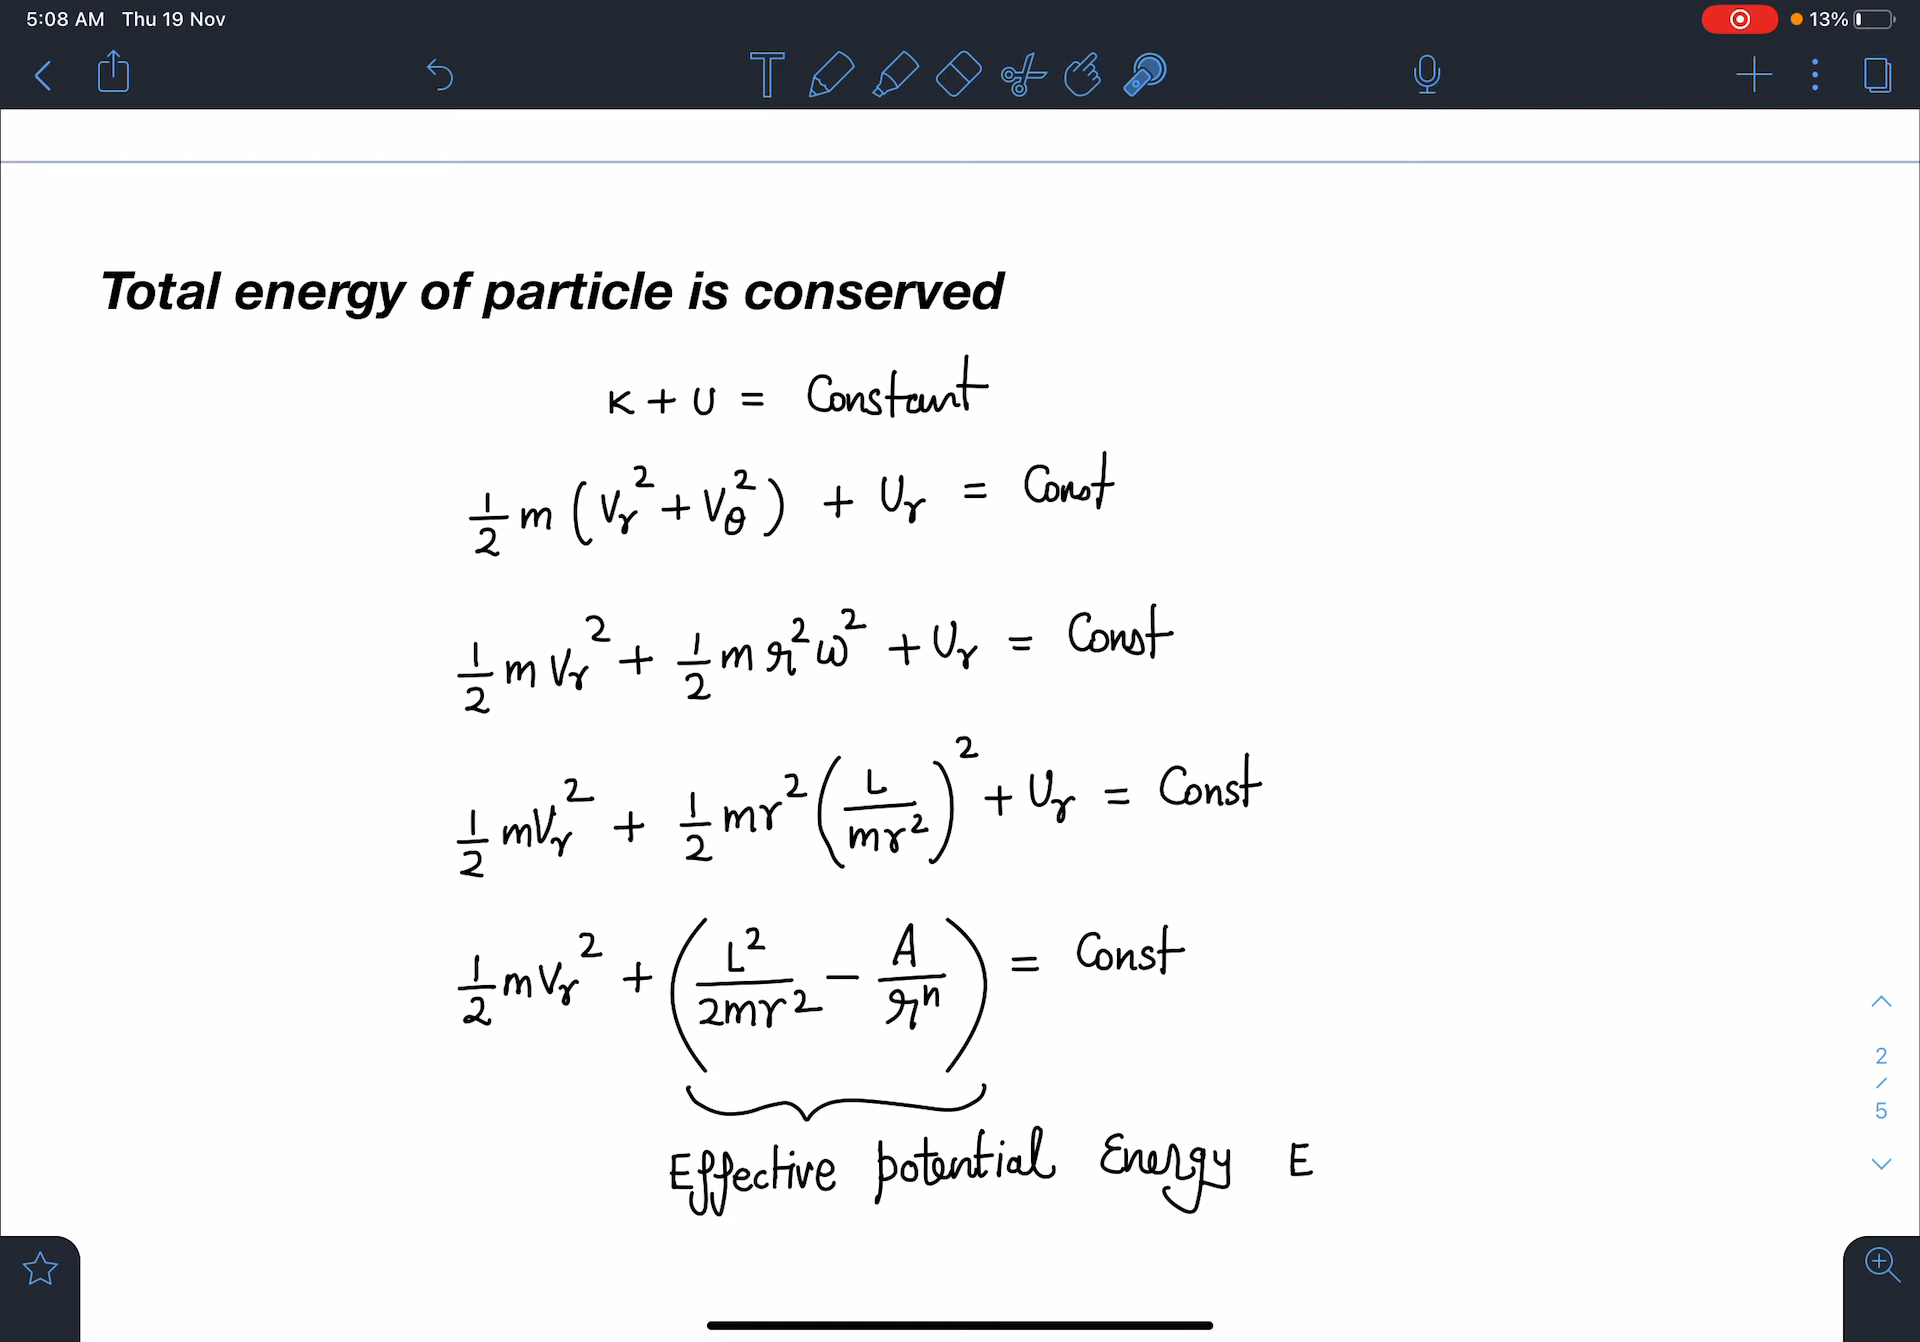 5:08 AM Thu 19 Nov 13%
T
Total energy of particle is conserved
K + U = Constant
1/2 m (Vr² + Vθ²) + Ur = Const
1/2 m Vr² + 1/2 m r² ω² + Ur = Const
1/2 mVr² + 1/2 mr² (L/mr²)² + Ur = Const
1/2 mVr² + (L²/2mr² − A/rⁿ) = Const
Effective potential Energy E
2
/
5